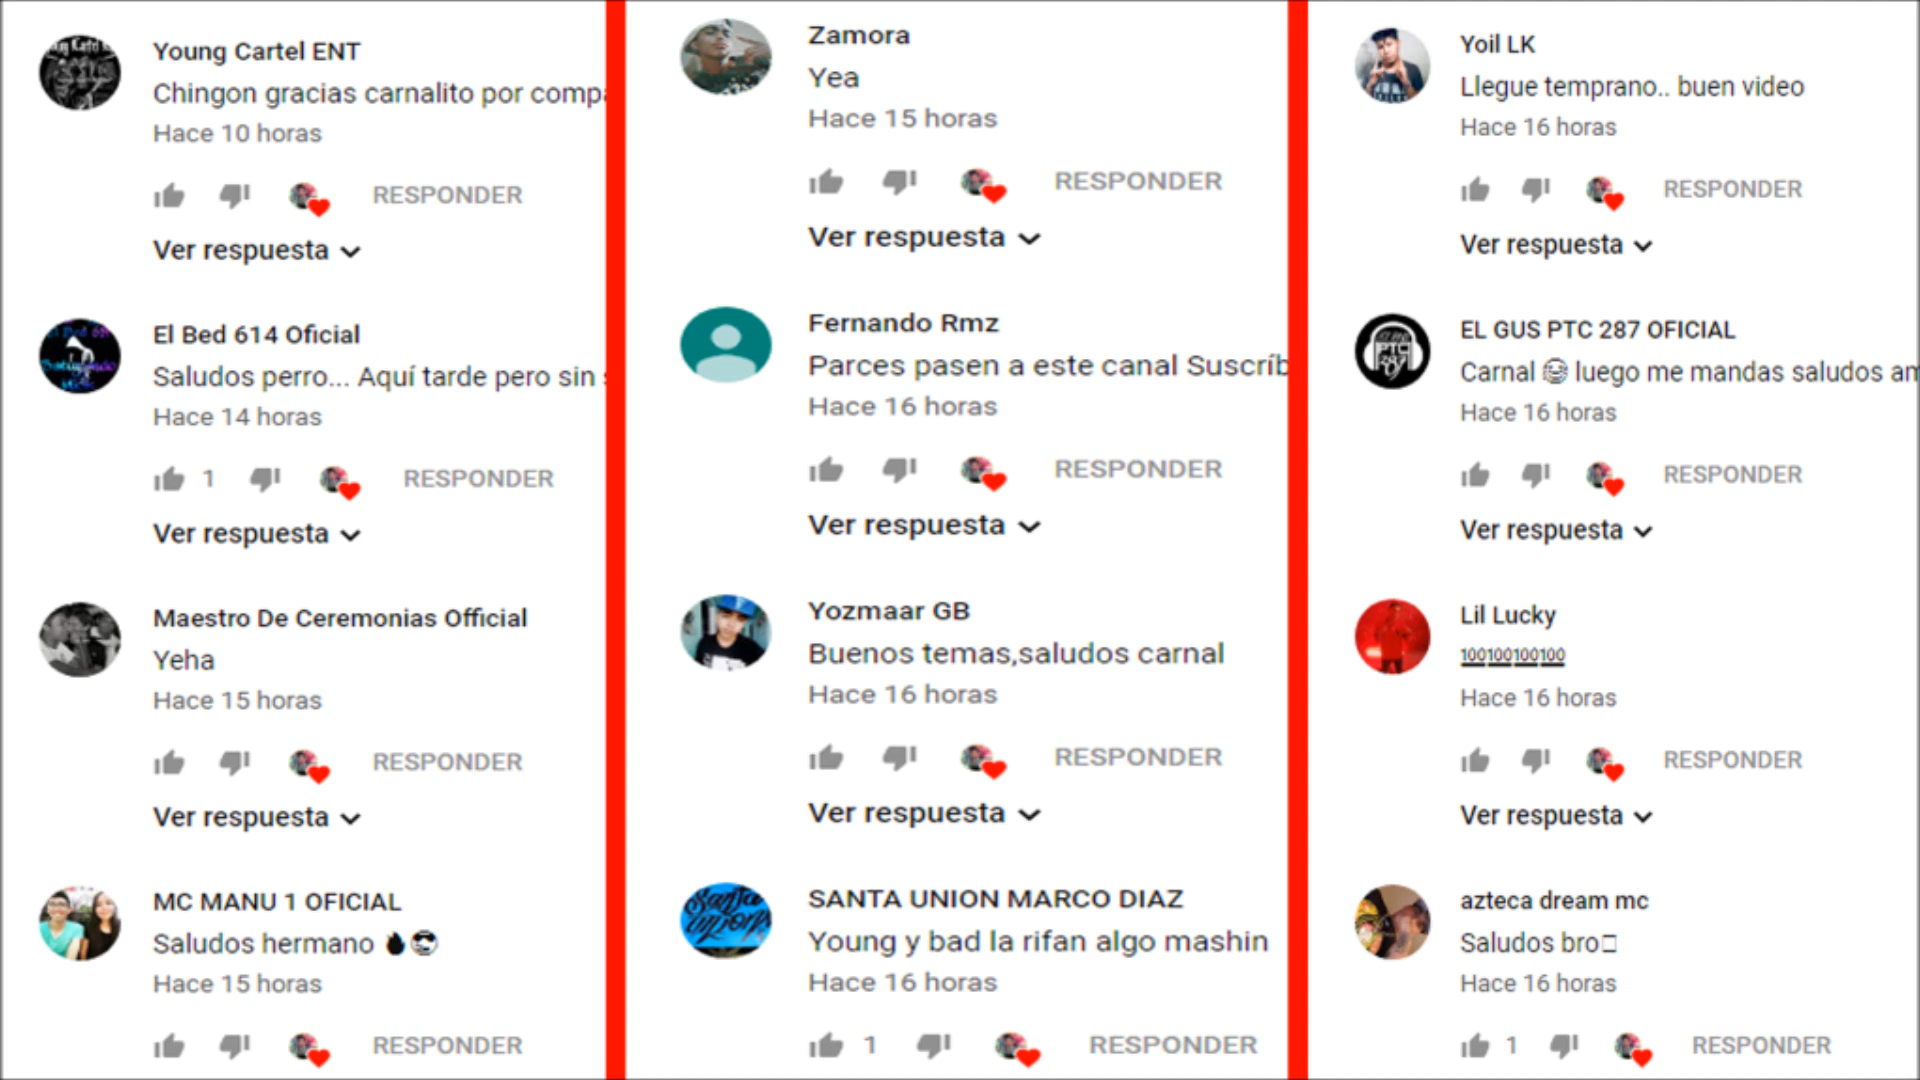 Young Cartel ENT
Chingon gracias carnalito por comp
Hace 10 horas
RESPONDER
Ver respuesta
El Bed 614 Oficial
Saludos perro... Aquí tarde pero sin
Hace 14 horas
1
RESPONDER
Ver respuesta
Maestro De Ceremonias Official
Yeha
Hace 15 horas
RESPONDER
Ver respuesta
MC MANU 1 OFICIAL
Saludos hermano 🔥😎
Hace 15 horas
RESPONDER
Zamora
Yea
Hace 15 horas
RESPONDER
Ver respuesta
Fernando Rmz
Parces pasen a este canal Suscríb
Hace 16 horas
RESPONDER
Ver respuesta
Yozmaar GB
Buenos temas,saludos carnal
Hace 16 horas
RESPONDER
Ver respuesta
Santa Union
SANTA UNION MARCO DIAZ
Young y bad la rifan algo mashin
Hace 16 horas
1
RESPONDER
Yoil LK
Llegue temprano.. buen video
Hace 16 horas
RESPONDER
Ver respuesta
PTC
287
EL GUS PTC 287 OFICIAL
Carnal 😂 luego me mandas saludos am
Hace 16 horas
RESPONDER
Ver respuesta
Lil Lucky
💯💯💯💯
Hace 16 horas
RESPONDER
Ver respuesta
azteca dream mc
Saludos bro□
Hace 16 horas
1
RESPONDER